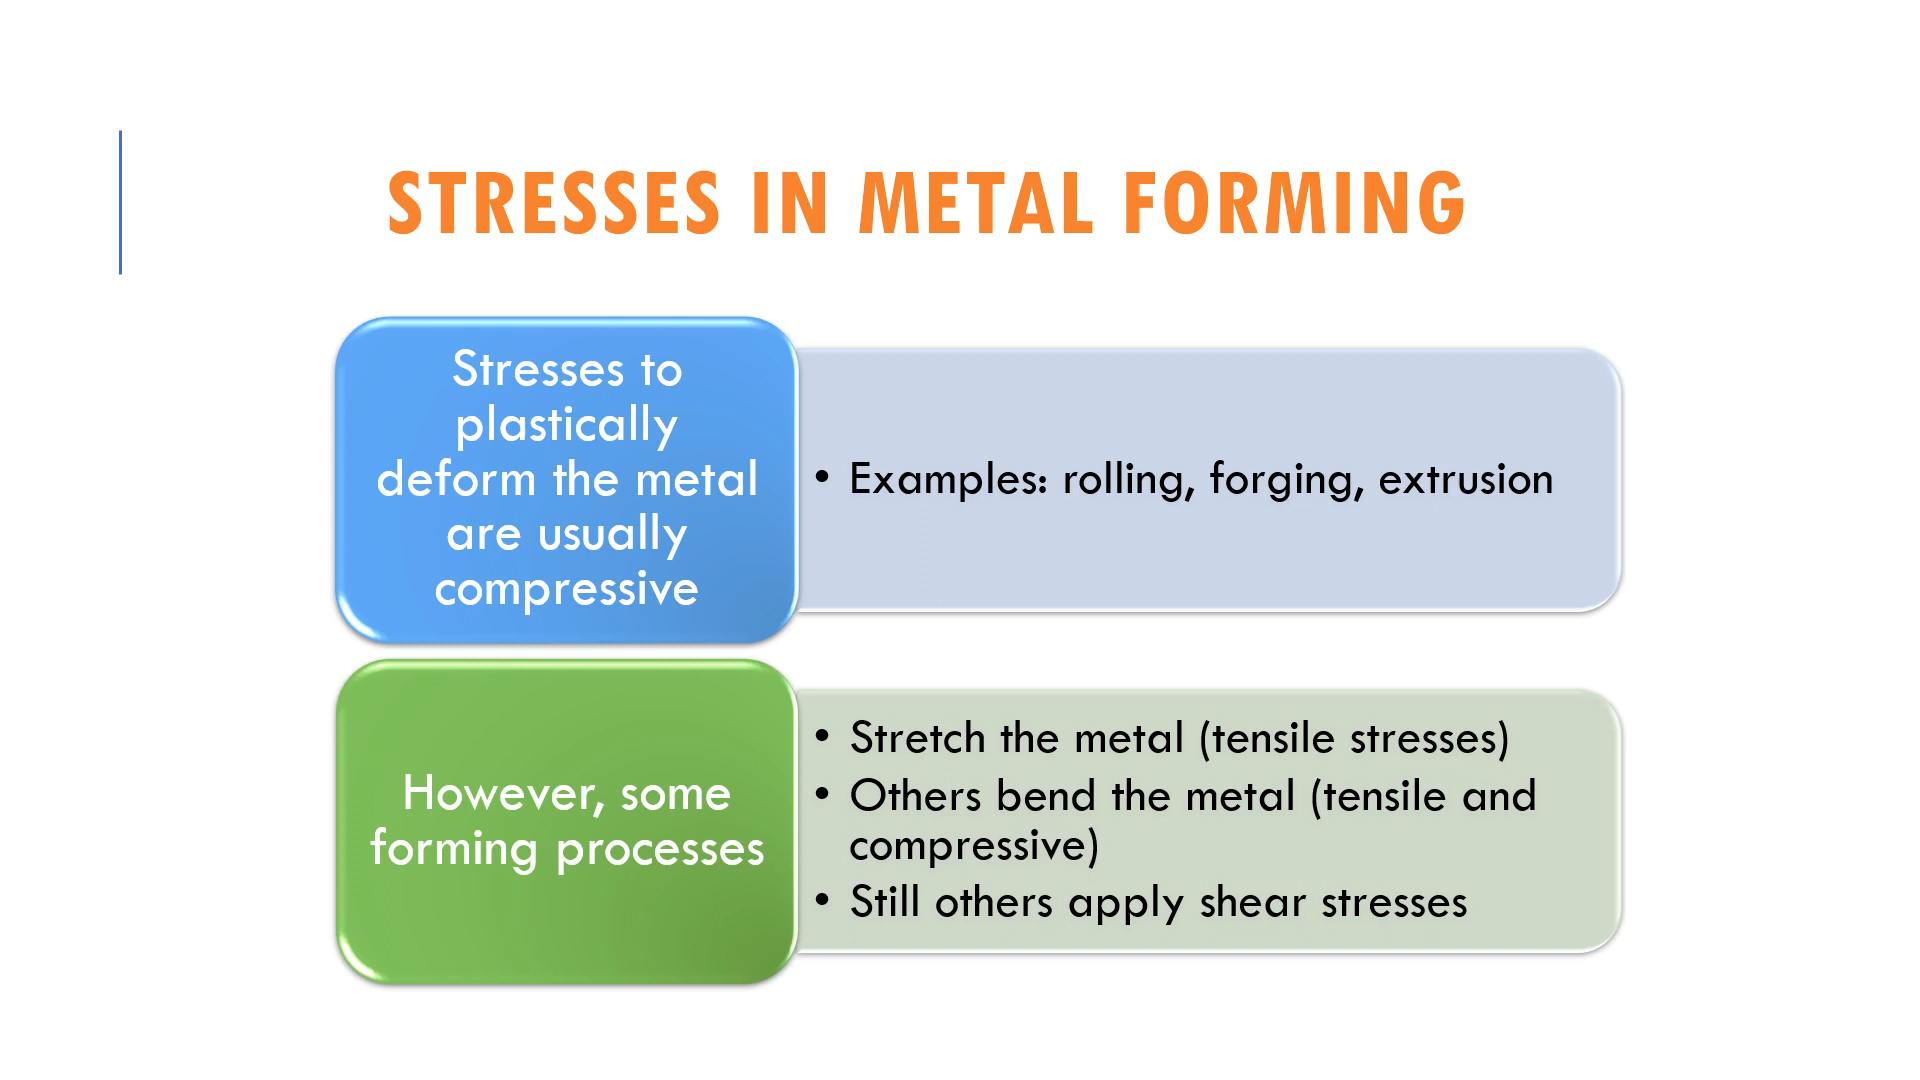 STRESSES IN METAL FORMING
Stresses to
plastically
deform the metal
are usually
compressive
• Examples: rolling, forging, extrusion
However, some
forming processes
• Stretch the metal (tensile stresses)
• Others bend the metal (tensile and
compressive)
• Still others apply shear stresses